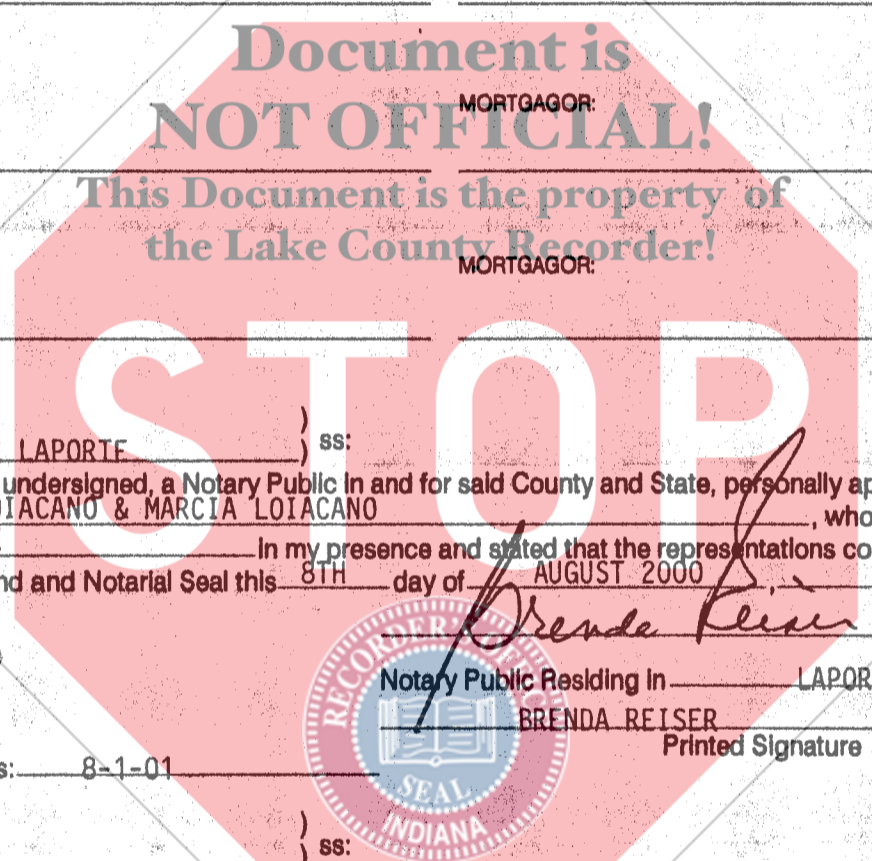 Document is
MORTGAGOR:
NOT OFFICIAL!
This Document is the property of
the Lake County Recorder!
MORTGAGOR:
STOP
)
LAPORTE ) ss:
undersigned, a Notary Public in and for said County and State, personally ap
IACANO & MARCIA LOIACANO , who
in my presence and stated that the representations co
nd and Notarial Seal this 8TH day of AUGUST 2000
Brenda Reiser
RECORDER'S OFFICE
Notary Public Residing in LAPOR
BRENDA REISER
Printed Signature
s: 8-1-01
SEAL
INDIANA
)
) ss: